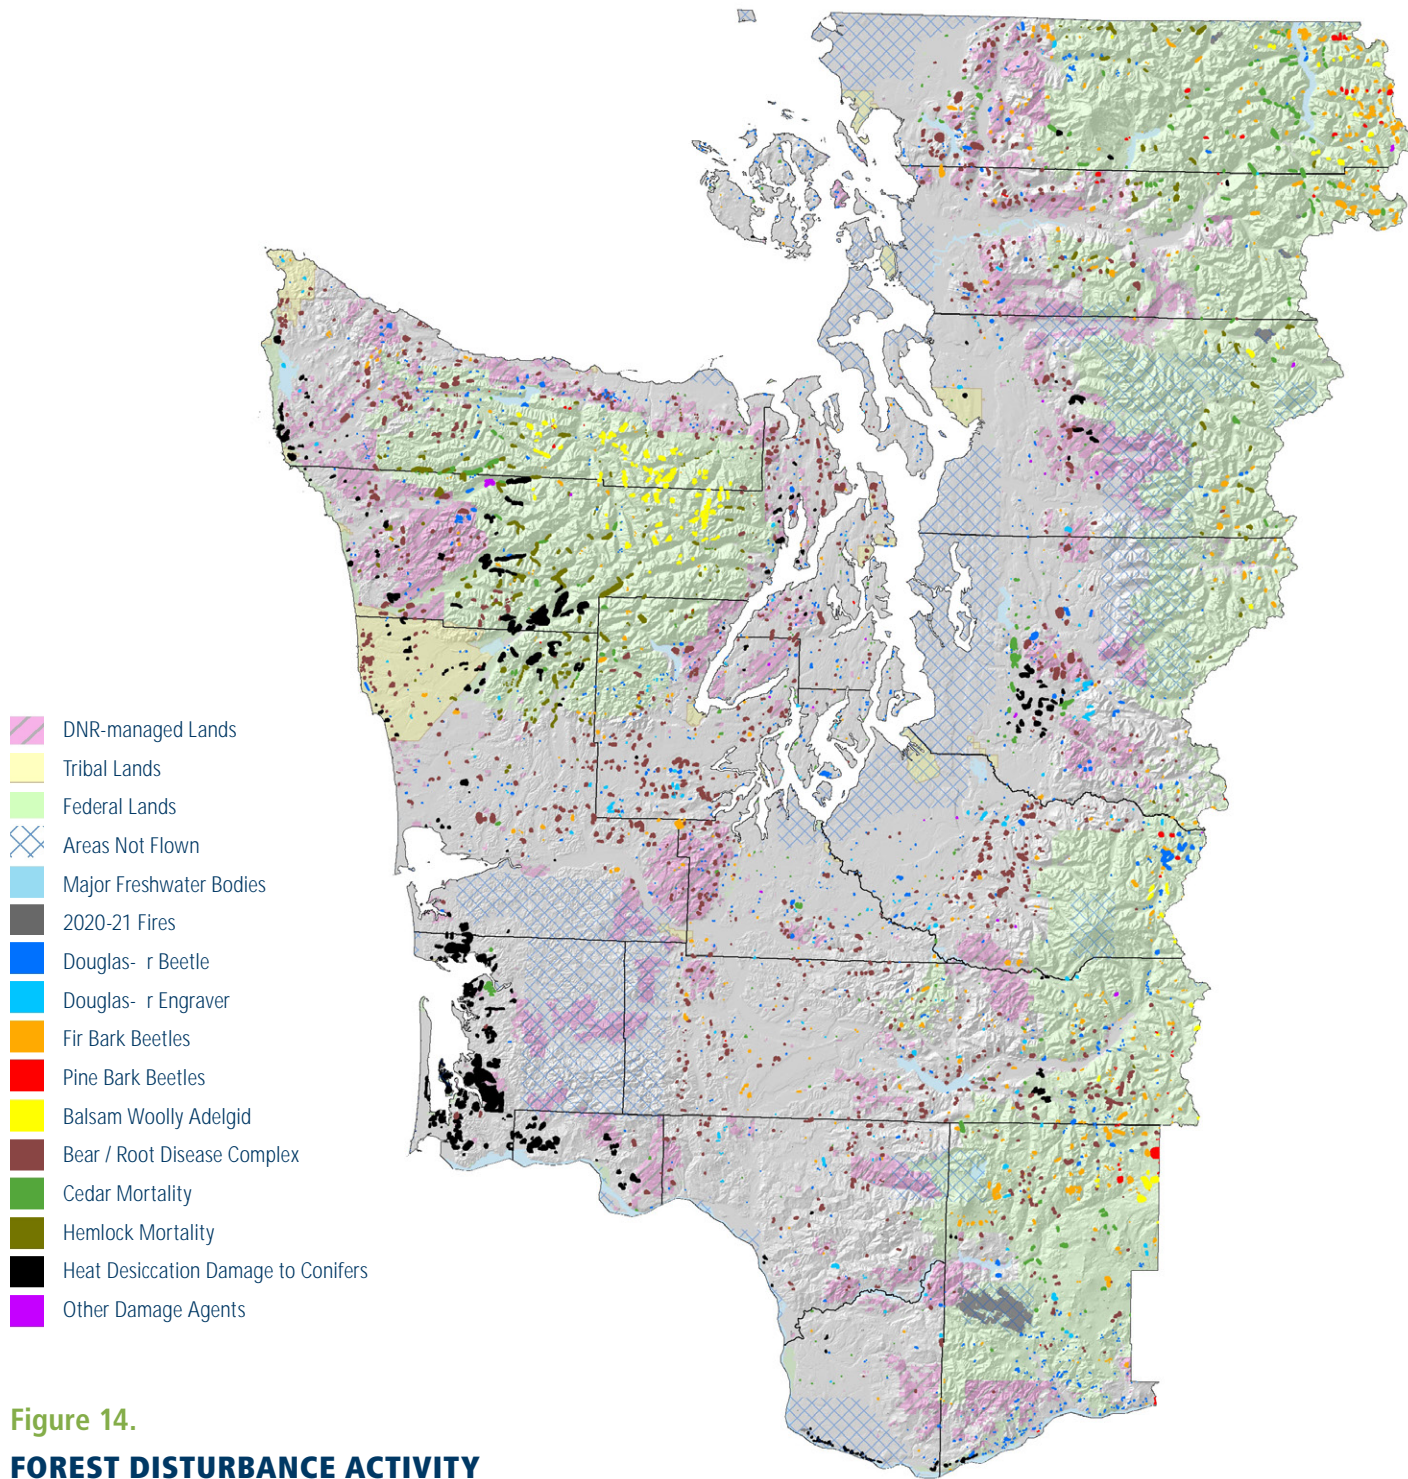 DNR-managed Lands
Tribal Lands
Federal Lands
Areas Not Flown
Major Freshwater Bodies
2020-21 Fires
Douglas- r Beetle
Douglas- r Engraver
Fir Bark Beetles
Pine Bark Beetles
Balsam Woolly Adelgid
Bear / Root Disease Complex
Cedar Mortality
Hemlock Mortality
Heat Desiccation Damage to Conifers
Other Damage Agents
Figure 14.
FOREST DISTURBANCE ACTIVITY